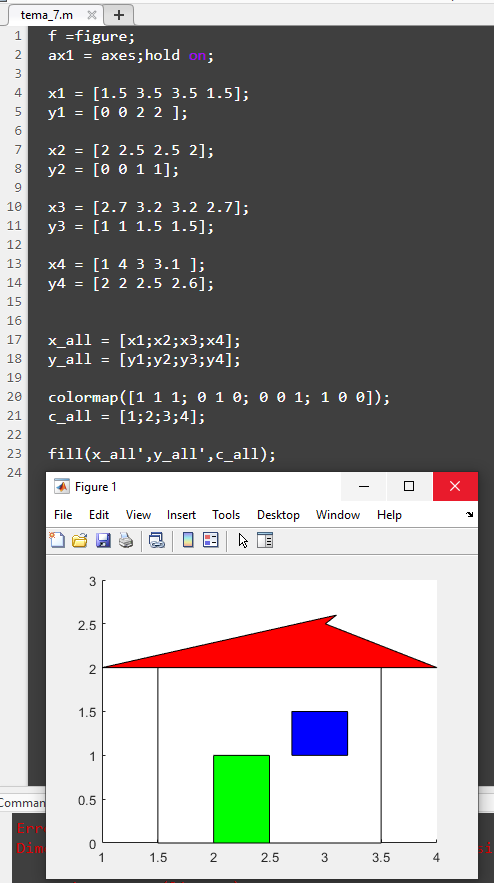 tema_7.m
1 f =figure;
2 ax1 = axes;hold on;
3
4 x1 = [1.5 3.5 3.5 1.5];
5 y1 = [0 0 2 2 ];
6
7 x2 = [2 2.5 2.5 2];
8 y2 = [0 0 1 1];
9
10 x3 = [2.7 3.2 3.2 2.7];
11 y3 = [1 1 1.5 1.5];
12
13 x4 = [1 4 3 3.1 ];
14 y4 = [2 2 2.5 2.6];
15
16
17 x_all = [x1;x2;x3;x4];
18 y_all = [y1;y2;y3;y4];
19
20 colormap([1 1 1; 0 1 0; 0 0 1; 1 0 0]);
21 c_all = [1;2;3;4];
22
23 fill(x_all',y_all',c_all);
24
Figure 1
File Edit View Insert Tools Desktop Window Help
3
2.5
2
1.5
1
0.5
0
1 1.5 2 2.5 3 3.5 4